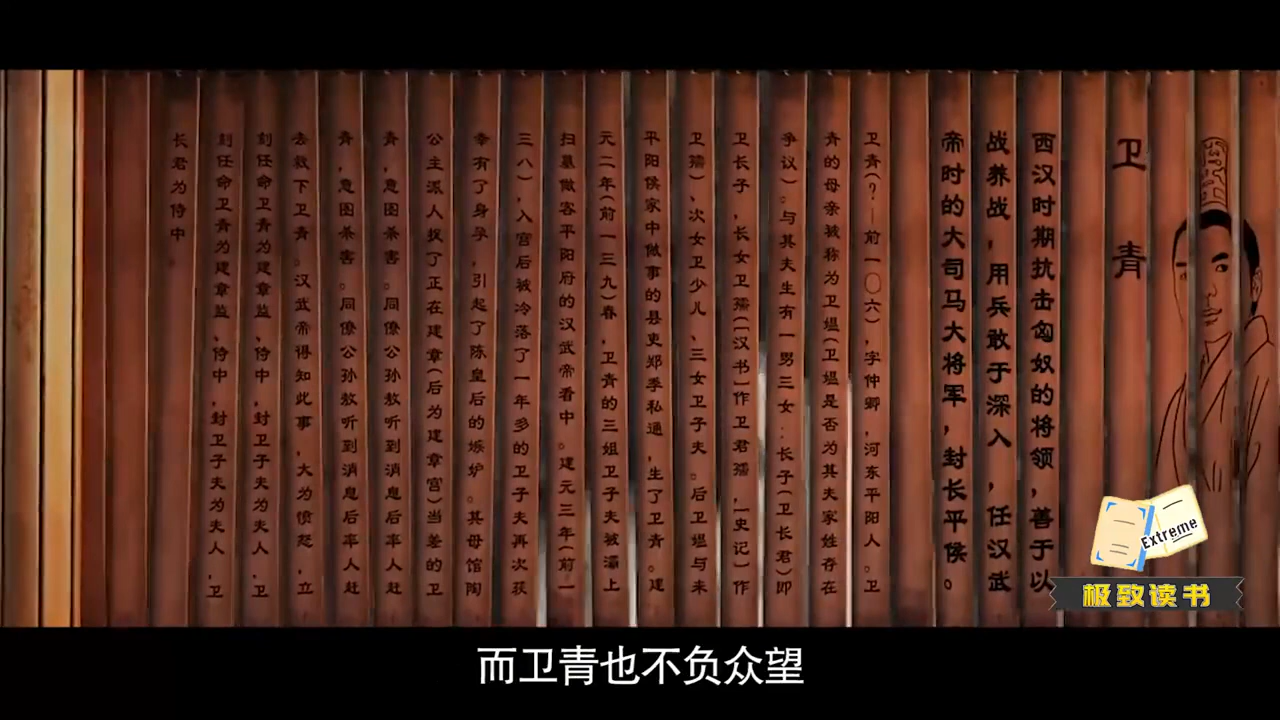 卫青
西汉时期抗击匈奴的将领，善于以
战养战，用兵敢于深入，任汉武
帝时的大司马大将军，封长平侯。
卫青(？—前一〇六)，字仲卿，河东平阳人。卫
青的母亲被称为卫媪(卫媪是否为其夫家姓存在
争议)。与其夫生有一男三女：长子(卫长君)即
卫长子，长女卫孺(《汉书》作卫君孺，《史记》作
卫孺)、次女卫少儿、三女卫子夫。后卫媪与来
平阳侯家中做事的县吏郑季私通，生了卫青。建
元二年(前一三九)春，卫青的三姐卫子夫被灞上
扫墓做客平阳府的汉武帝看中。建元三年(前一
三八)，入宫后被冷落了一年多的卫子夫再次获
幸有了身孕，引起了陈皇后的嫉妒。其母馆陶
公主派人捉了正在建章(后为建章宫)当差的卫
青，意图杀害。同僚公孙敖听到消息后率人赶
青，意图杀害。同僚公孙敖听到消息后率人赶
去救下卫青。汉武帝得知此事，大为愤怒，立
刻任命卫青为建章监、侍中，封卫子夫为夫人，卫
刻任命卫青为建章监、侍中，封卫子夫为夫人，卫
长君为侍中。
Extreme
极致读书
而卫青也不负众望